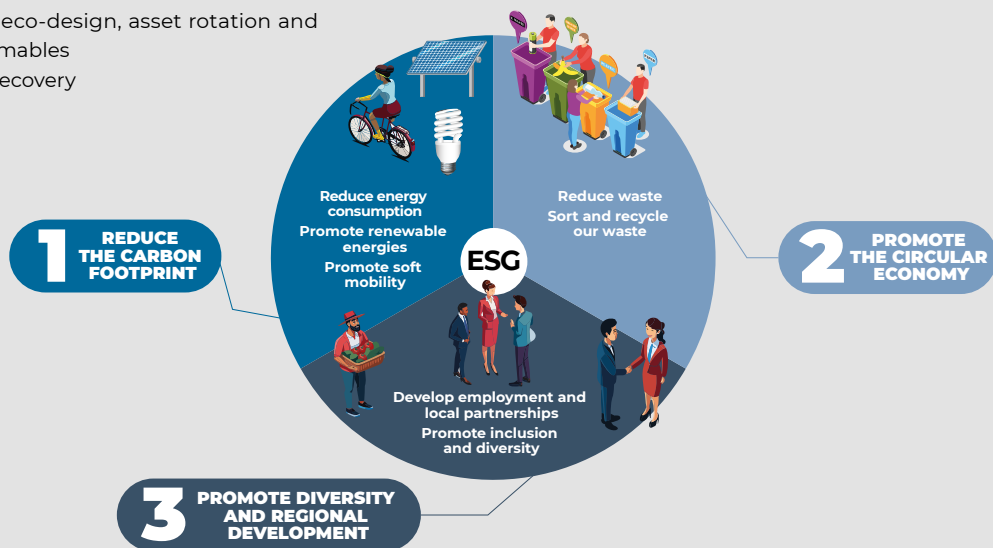 eco-design, asset rotation and
mables
ecovery
Reduce energy
consumption
Promote renewable
energies
Promote soft
mobility
Reduce waste
Sort and recycle
our waste
1 REDUCE
THE CARBON
FOOTPRINT
ESG
2 PROMOTE
THE CIRCULAR
ECONOMY
Develop employment and
local partnerships
Promote inclusion
and diversity
3 PROMOTE DIVERSITY
AND REGIONAL
DEVELOPMENT